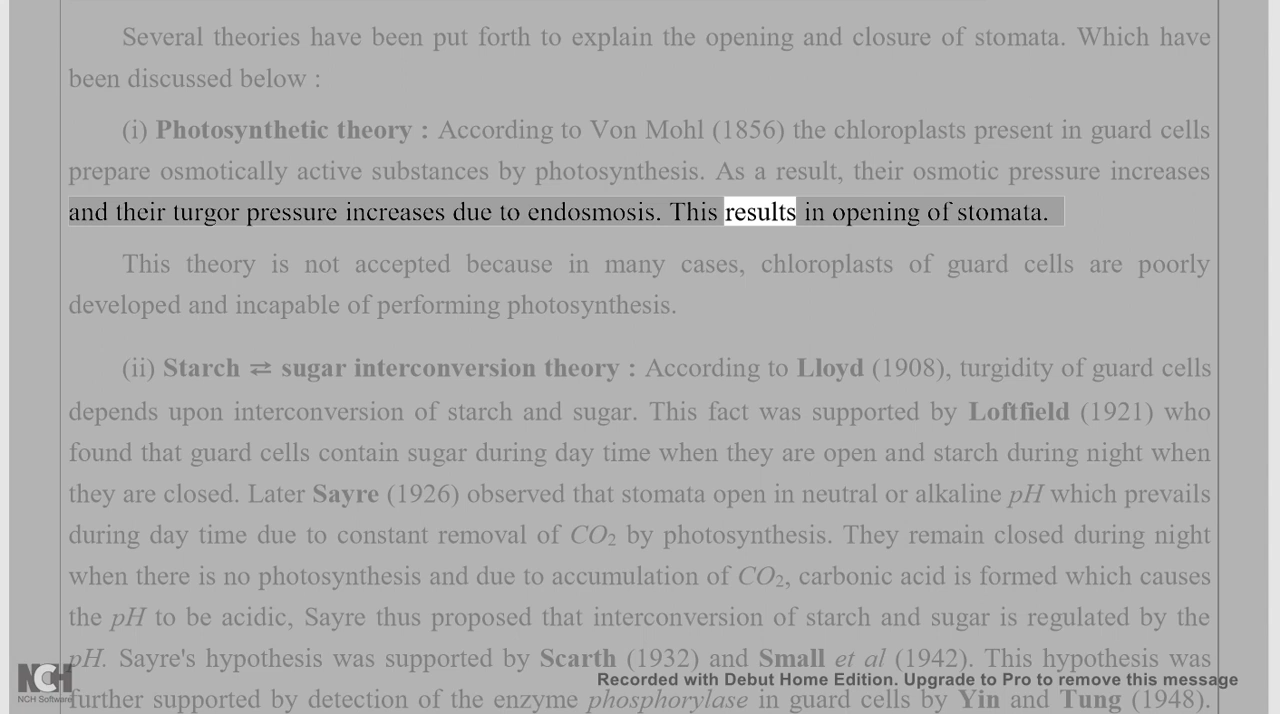 Several theories have been put forth to explain the opening and closure of stomata. Which have
been discussed below :
(i) Photosynthetic theory : According to Von Mohl (1856) the chloroplasts present in guard cells
prepare osmotically active substances by photosynthesis. As a result, their osmotic pressure increases
and their turgor pressure increases due to endosmosis. This results in opening of stomata.
This theory is not accepted because in many cases, chloroplasts of guard cells are poorly
developed and incapable of performing photosynthesis.
(ii) Starch ⇄ sugar interconversion theory : According to Lloyd (1908), turgidity of guard cells
depends upon interconversion of starch and sugar. This fact was supported by Loftfield (1921) who
found that guard cells contain sugar during day time when they are open and starch during night when
they are closed. Later Sayre (1926) observed that stomata open in neutral or alkaline pH which prevails
during day time due to constant removal of CO₂ by photosynthesis. They remain closed during night
when there is no photosynthesis and due to accumulation of CO₂, carbonic acid is formed which causes
the pH to be acidic, Sayre thus proposed that interconversion of starch and sugar is regulated by the
pH. Sayre's hypothesis was supported by Scarth (1932) and Small et al (1942). This hypothesis was
further supported by detection of the enzyme phosphorylase in guard cells by Yin and Tung (1948).
NCH
NCH Software
Recorded with Debut Home Edition. Upgrade to Pro to remove this message